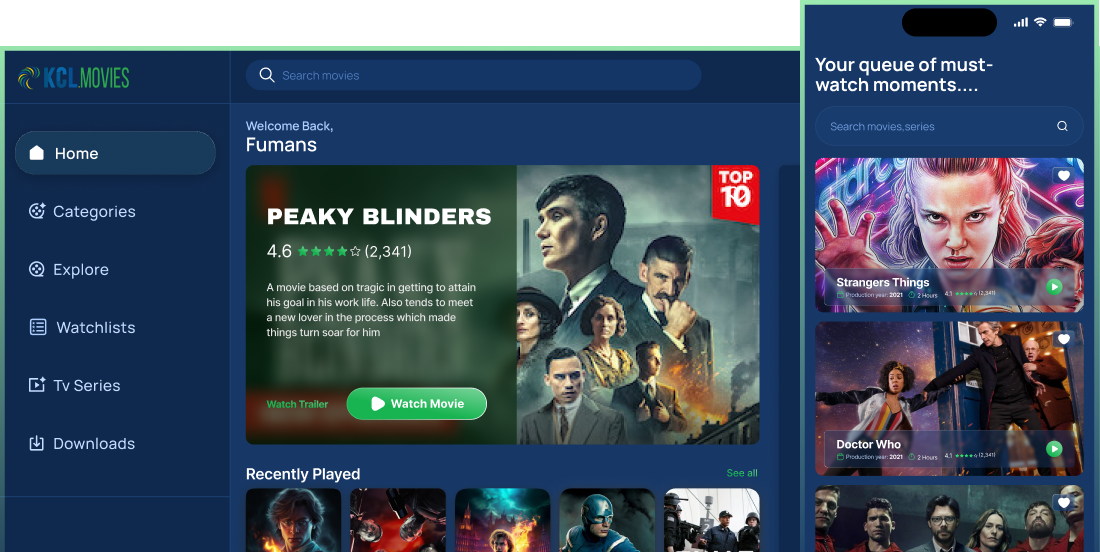 KCL.MOVIES
Search movies
Home
Categories
Explore
Watchlists
Tv Series
Downloads
Welcome Back,
Fumans
PEAKY BLINDERS
4.6 (2,341)
A movie based on tragic in getting to attain
his goal in his work life. Also tends to meet
a new lover in the process which made
things turn soar for him
Watch Trailer
Watch Movie
TOP
10
Recently Played
See all
Your queue of must-
watch moments....
Search movies,series
Strangers Things
Production year: 2021 2 Hours 4.1 (2,341)
Doctor Who
Production year: 2021 2 Hours 4.1 (2,341)